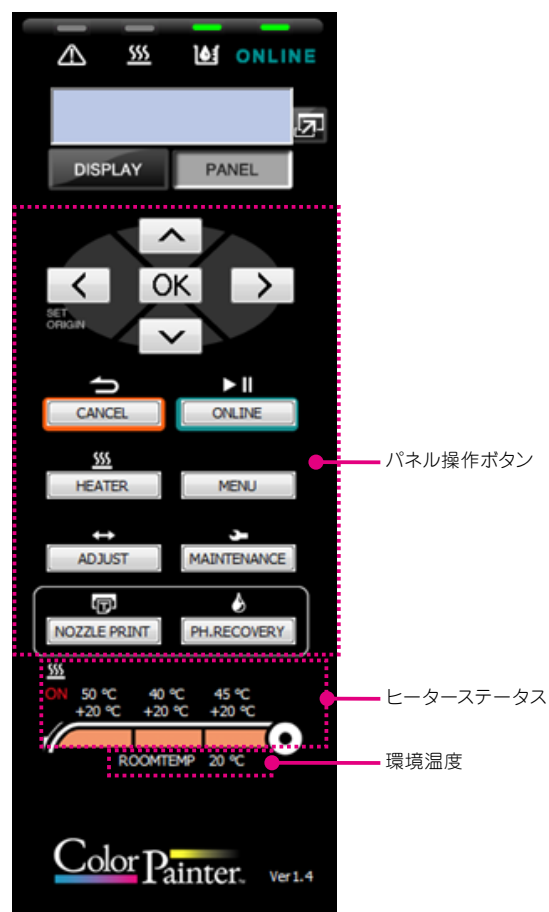 ONLINE
DISPLAY PANEL
OK
SET
ORIGIN
CANCEL ONLINE
パネル操作ボタン
HEATER MENU
ADJUST MAINTENANCE
NOZZLE PRINT PH.RECOVERY
ON 50 ℃ 40 ℃ 45 ℃
+20 ℃ +20 ℃ +20 ℃
ヒーターステータス
ROOMTEMP 20 ℃
環境温度
Color Painter™ Ver1.4